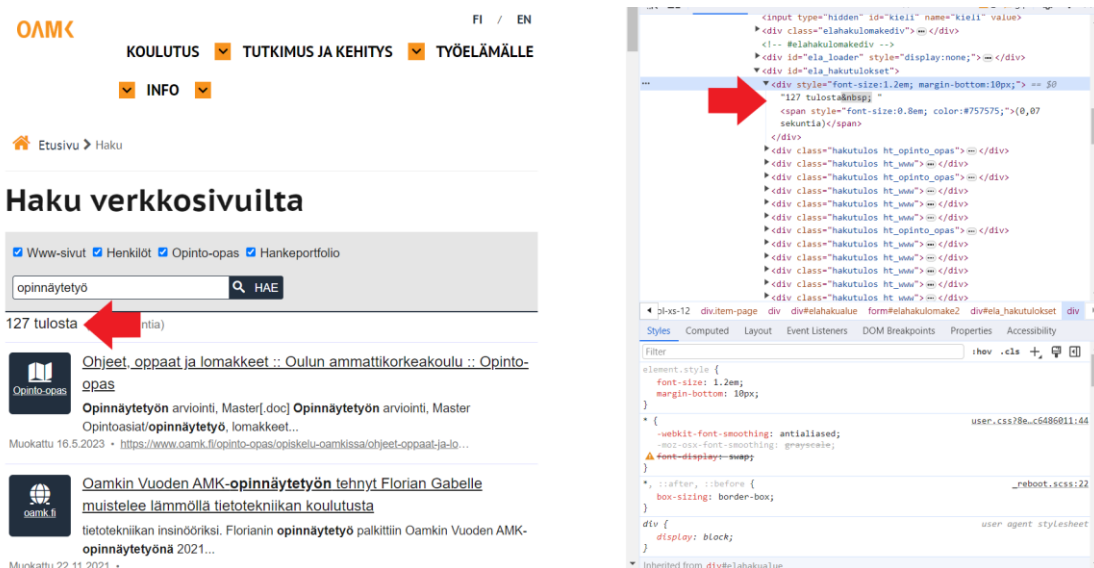 OAMK
FI / EN
KOULUTUS TUTKIMUS JA KEHITYS TYÖELÄMÄLLE
INFO
Etusivu > Haku
Haku verkkosivuilta
Www-sivut Henkilöt Opinto-opas Hankeportfolio
opinnäytetyö HAE
127 tulosta ntia)
Opinto-opas
Ohjeet, oppaat ja lomakkeet :: Oulun ammattikorkeakoulu :: Opinto-
opas
Opinnäytetyön arviointi, Master[.doc] Opinnäytetyön arviointi, Master
Opintoasiat/opinnäytetyö, lomakkeet...
Muokattu 16.5.2023 • https://www.oamk.fi/opinto-opas/opiskelu-oamkissa/ohjeet-oppaat-ja-lo...
oamk.fi
Oamkin Vuoden AMK-opinnäytetyön tehnyt Florian Gabelle
muistelee lämmöllä tietotekniikan koulutusta
tietotekniikan insinööriksi. Florianin opinnäytetyö palkittiin Oamkin Vuoden AMK-
opinnäytetyönä 2021...
Muokattu 22.11.2021 •
<input type="hidden" id="kieli" name="kieli" value>
<div class="elahakulomakediv"> … </div>
<!-- #elahakulomakediv -->
<div id="ela_loader" style="display:none;"> … </div>
<div id="ela_hakutulokset">
<div style="font-size:1.2em; margin-bottom:10px;"> == $0
"127 tulosta&nbsp; "
<span style="font-size:0.8em; color:#757575;">(0,07
sekuntia)</span>
</div>
<div class="hakutulos ht_opinto_opas"> … </div>
<div class="hakutulos ht_www"> … </div>
<div class="hakutulos ht_opinto_opas"> … </div>
<div class="hakutulos ht_www"> … </div>
<div class="hakutulos ht_www"> … </div>
<div class="hakutulos ht_www"> … </div>
<div class="hakutulos ht_opinto_opas"> … </div>
<div class="hakutulos ht_www"> … </div>
<div class="hakutulos ht_www"> … </div>
<div class="hakutulos ht_www"> … </div>
<div class="hakutulos ht_www"> … </div>
<div class="hakutulos ht_www"> … </div>
ol-xs-12 div.item-page div div#elahakualue form#elahakulomake2 div#ela_hakutulokset div
Styles Computed Layout Event Listeners DOM Breakpoints Properties Accessibility
Filter :hov .cls
element.style {
font-size: 1.2em;
margin-bottom: 10px;
}
* { user.css?8e…c6486011:44
-webkit-font-smoothing: antialiased;
-moz-osx-font-smoothing: grayscale;
font-display: swap;
}
*, ::after, ::before { _reboot.scss:22
box-sizing: border-box;
}
div { user agent stylesheet
display: block;
}
Inherited from div#elahakualue